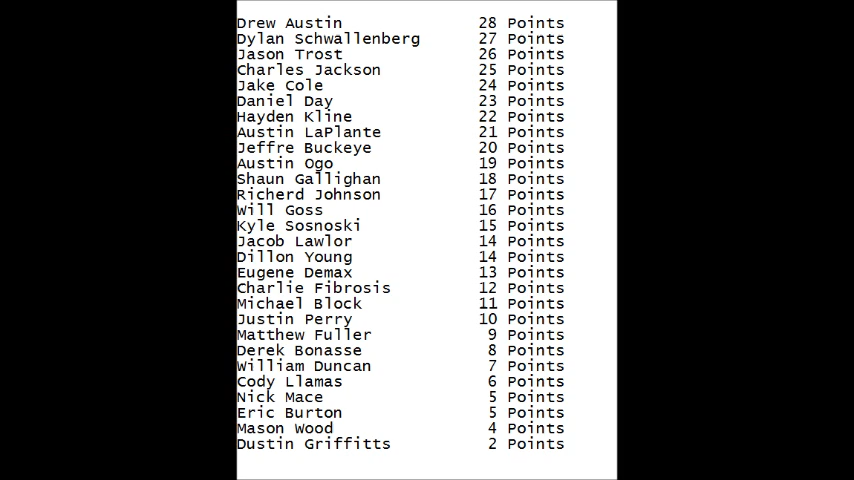 Drew Austin 28 Points
Dylan Schwallenberg 27 Points
Jason Trost 26 Points
Charles Jackson 25 Points
Jake Cole 24 Points
Daniel Day 23 Points
Hayden Kline 22 Points
Austin LaPlante 21 Points
Jeffre Buckeye 20 Points
Austin Ogo 19 Points
Shaun Gallighan 18 Points
Richerd Johnson 17 Points
Will Goss 16 Points
Kyle Sosnoski 15 Points
Jacob Lawlor 14 Points
Dillon Young 14 Points
Eugene Demax 13 Points
Charlie Fibrosis 12 Points
Michael Block 11 Points
Justin Perry 10 Points
Matthew Fuller 9 Points
Derek Bonasse 8 Points
William Duncan 7 Points
Cody Llamas 6 Points
Nick Mace 5 Points
Eric Burton 5 Points
Mason Wood 4 Points
Dustin Griffitts 2 Points